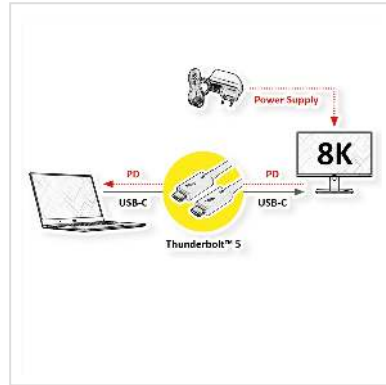 Power Supply
8K
PD
PD
USB-C
USB-C
Thunderbolt™ 5